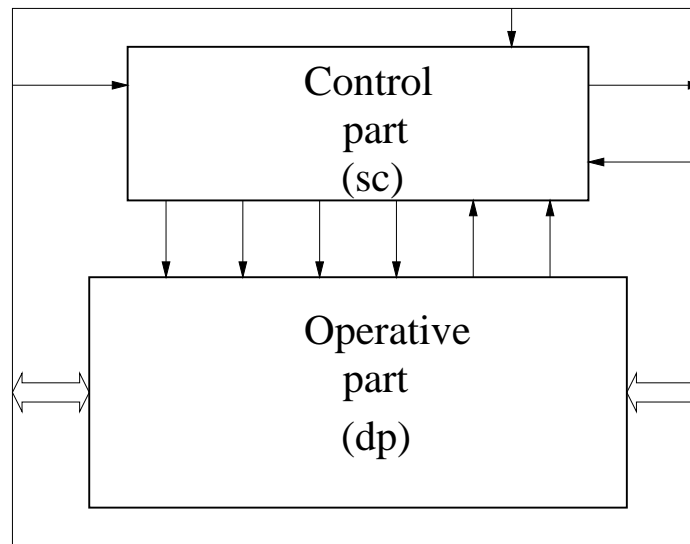 Control
part
(sc)
Operative
part
(dp)